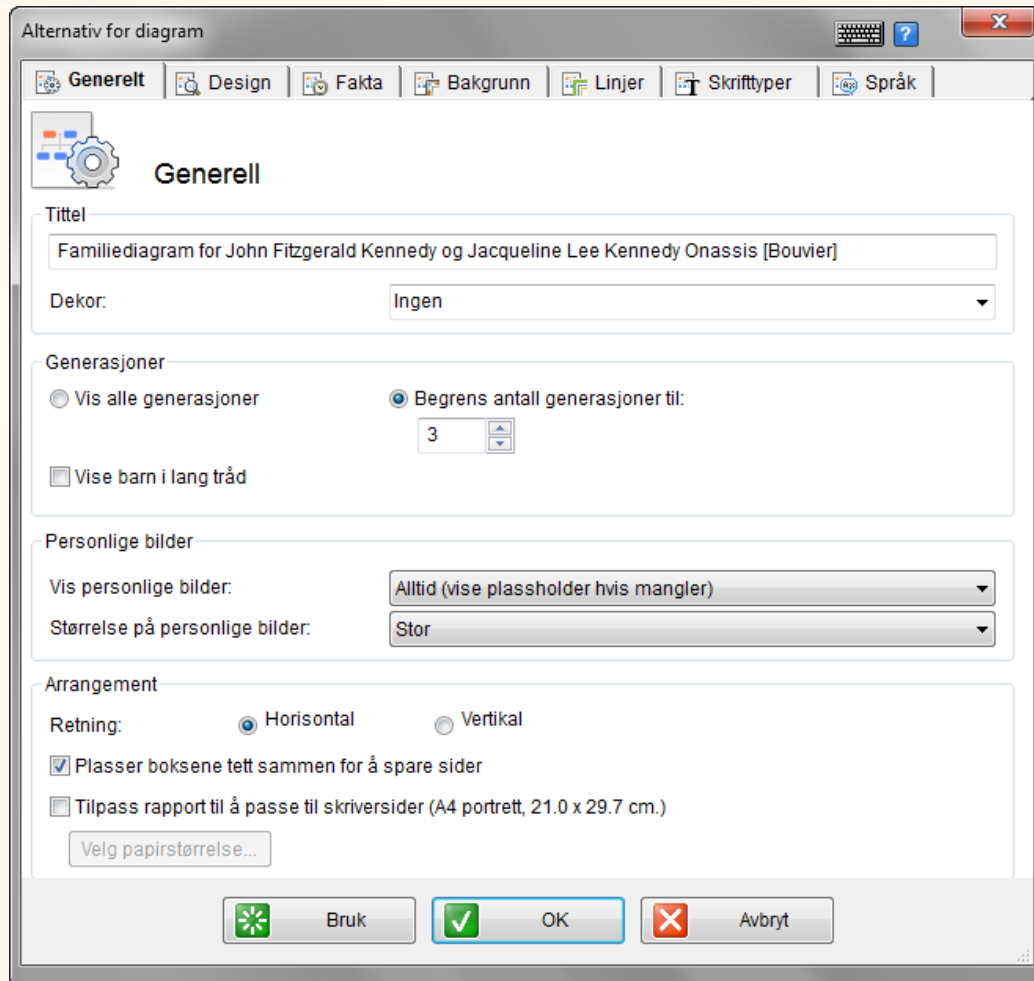 Alternativ for diagram
?
Generelt Design Fakta Bakgrunn Linjer Skrifttyper Språk
Generell
Tittel
Familiediagram for John Fitzgerald Kennedy og Jacqueline Lee Kennedy Onassis [Bouvier]
Dekor: Ingen
Generasjoner
Vis alle generasjoner Begrens antall generasjoner til:
3
Vise barn i lang tråd
Personlige bilder
Vis personlige bilder: Alltid (vise plassholder hvis mangler)
Størrelse på personlige bilder: Stor
Arrangement
Retning: Horisontal Vertikal
Plasser boksene tett sammen for å spare sider
Tilpass rapport til å passe til skriversider (A4 portrett, 21.0 x 29.7 cm.)
Velg papirstørrelse...
Bruk OK Avbryt